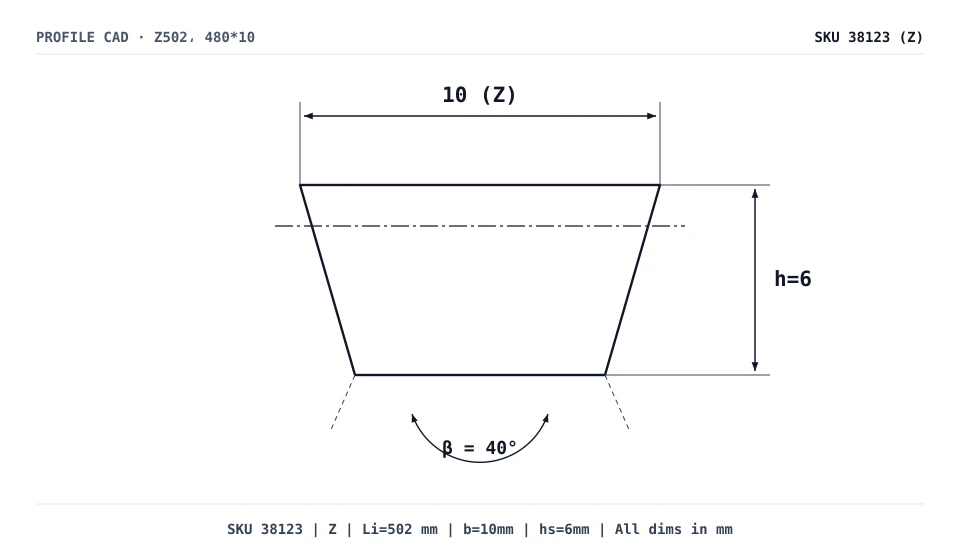 PROFILE CAD · Z502، 480*10
SKU 38123 (Z)
10 (Z)
h=6
β = 40°
SKU 38123 | Z | Li=502 mm | b=10mm | hs=6mm | All dims in mm